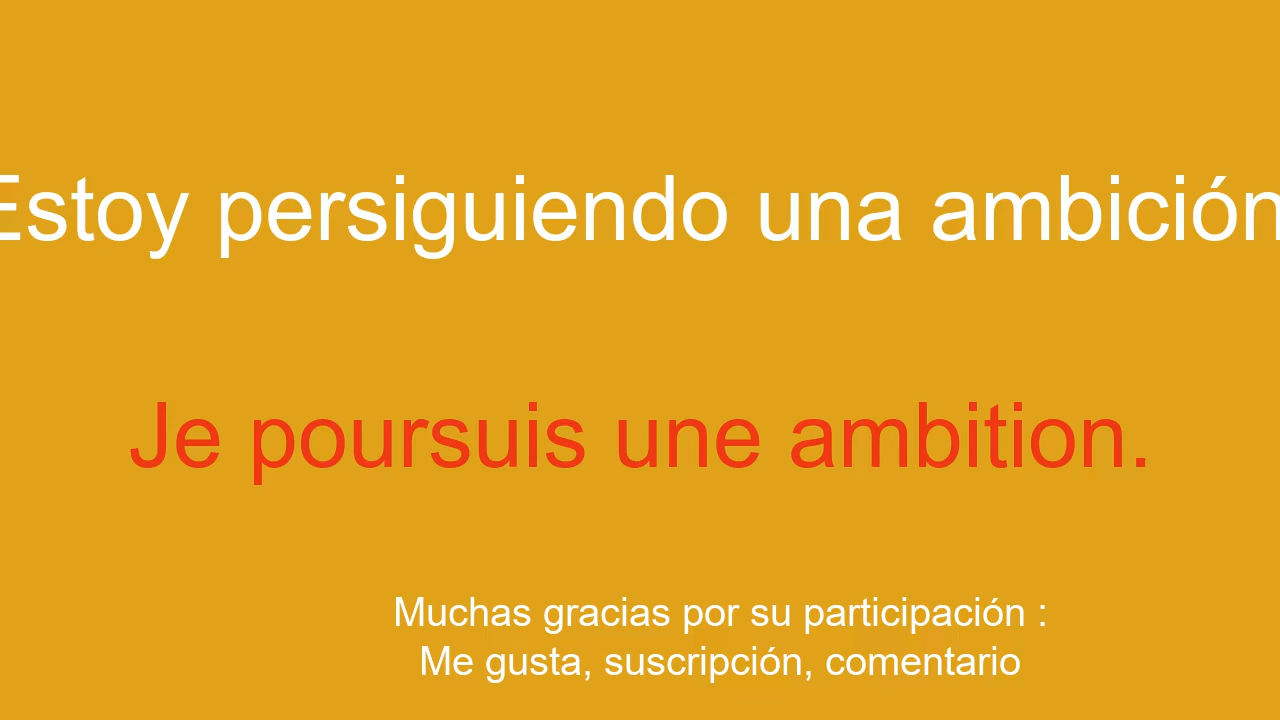 Estoy persiguiendo una ambición
Je poursuis une ambition.
Muchas gracias por su participación :
Me gusta, suscripción, comentario